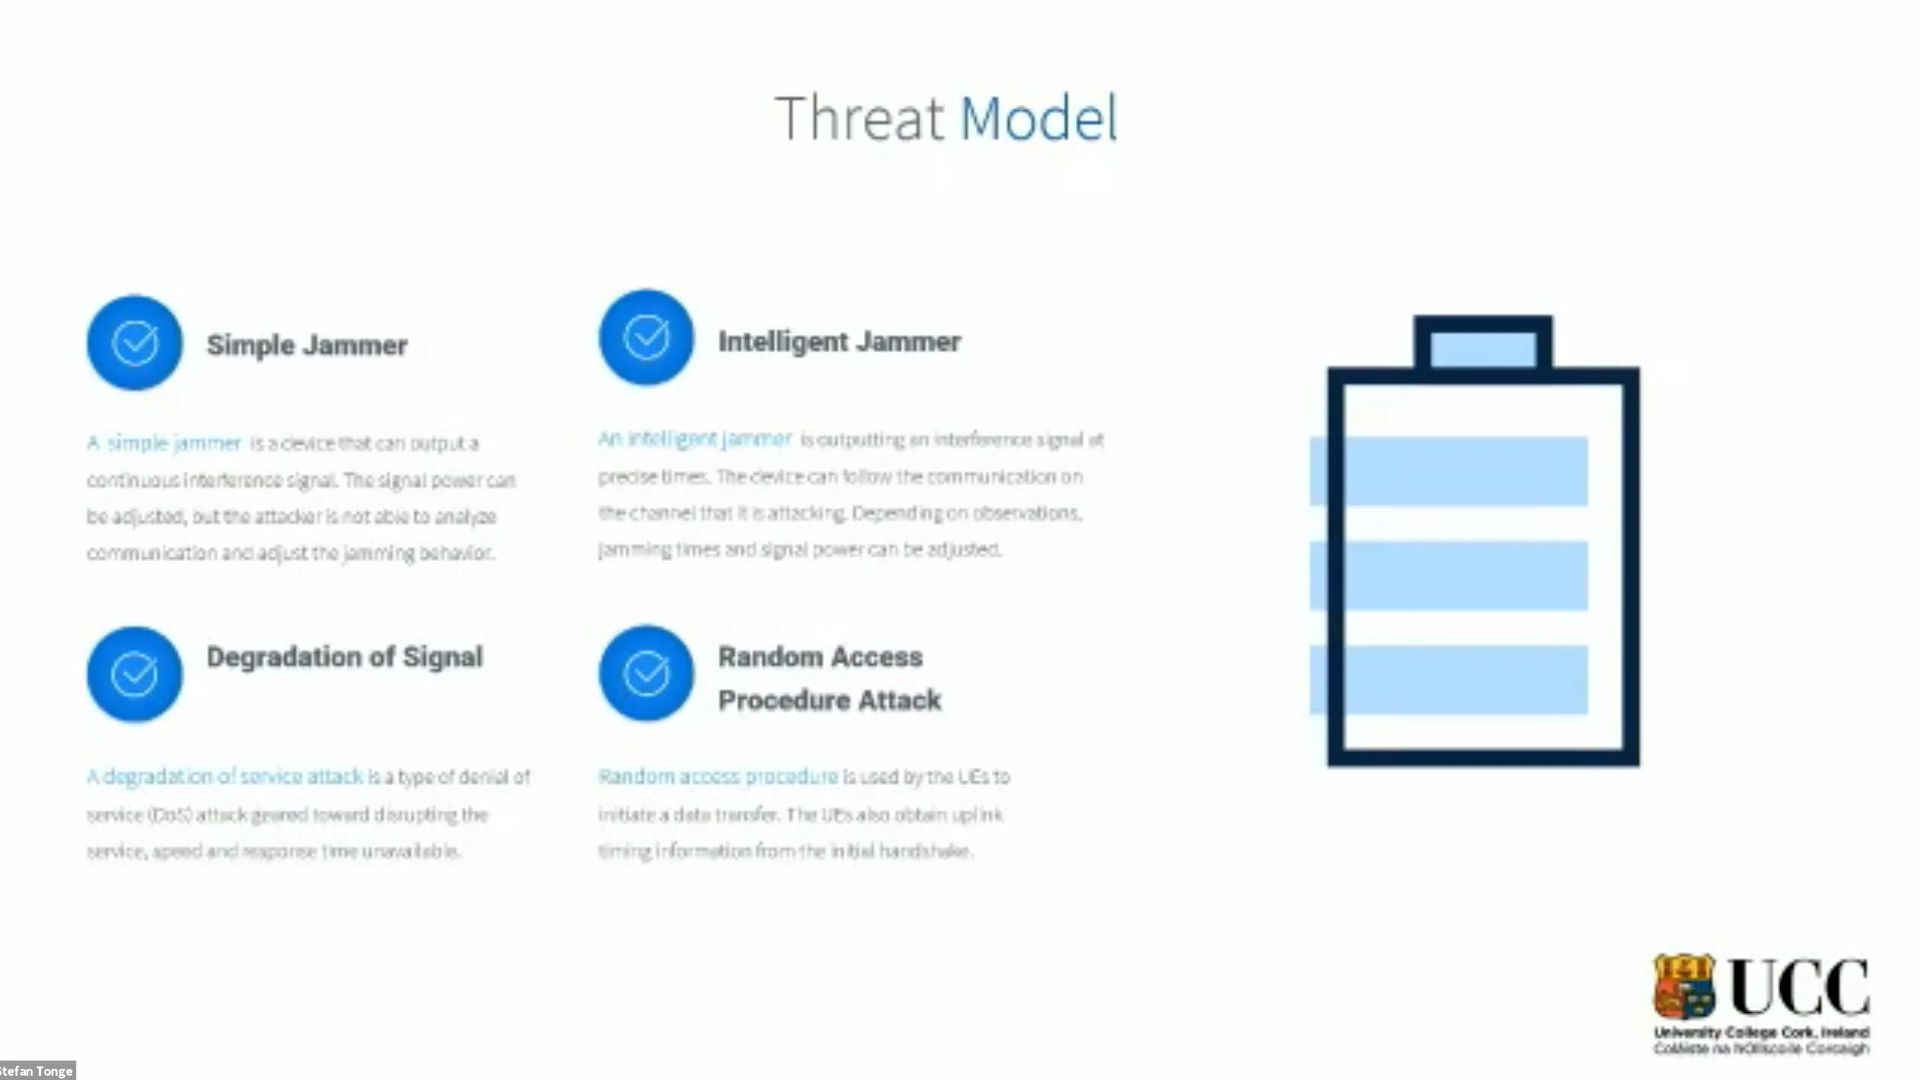 Threat Model
Simple Jammer
A simple jammer is a device that can output a
continuous interference signal. The signal power can
be adjusted, but the attacker is not able to analyze
communication and adjust the jamming behavior.
Intelligent Jammer
An intelligent jammer is outputting an interference signal at
precise times. The device can follow the communication on
the channel that it is attacking. Depending on observations,
jamming times and signal power can be adjusted.
Degradation of Signal
A degradation of service attack is a type of denial of
service (DoS) attack geared toward disrupting the
service, speed and response time unavailable.
Random Access
Procedure Attack
Random access procedure is used by the UEs to
initiate a data transfer. The UEs also obtain uplink
timing information from the initial handshake.
UCC
University College Cork, Ireland
Coláiste na hOllscoile Corcaigh
Stefan Tonge